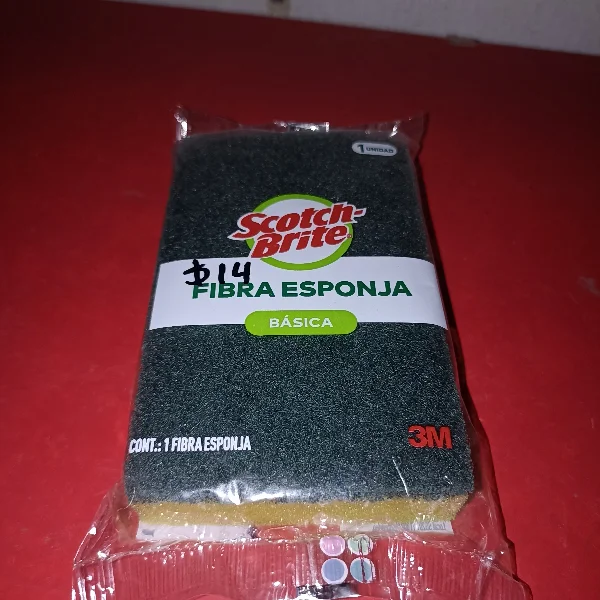 1 UNIDAD
Scotch-
Brite
$14
FIBRA ESPONJA
BÁSICA
CONT.: 1 FIBRA ESPONJA
3M